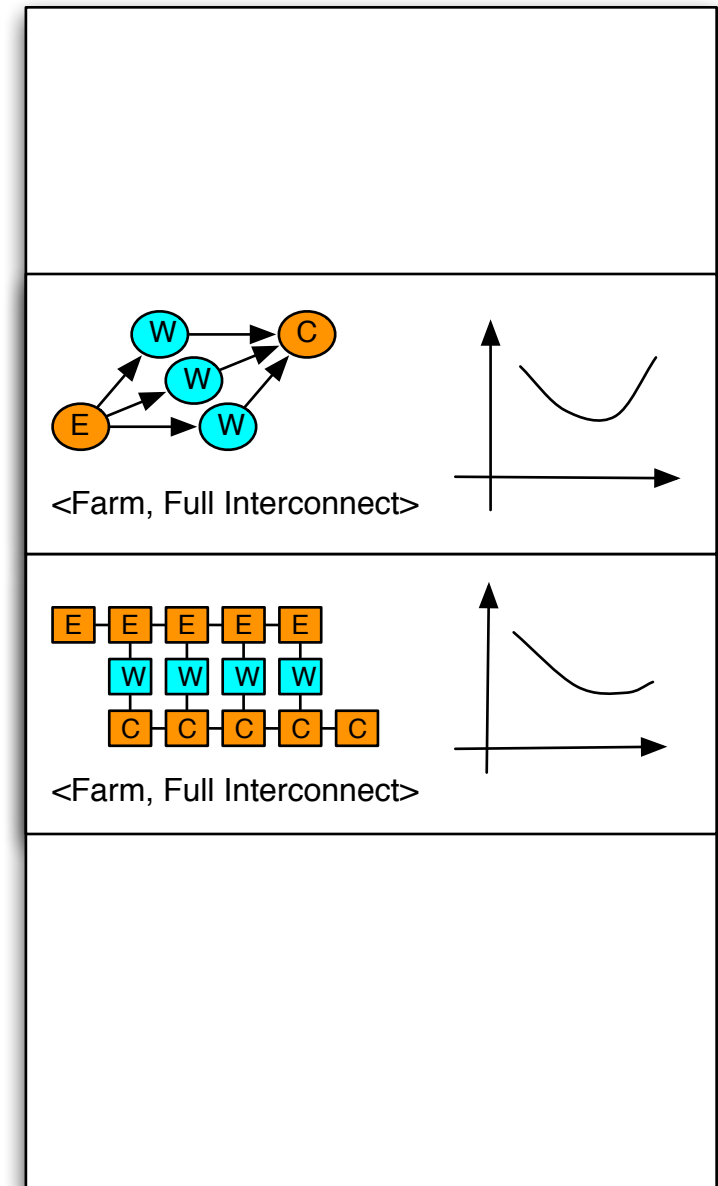 W C
W
E W
<Farm, Full Interconnect>
E E E E E
W W W W
C C C C C
<Farm, Full Interconnect>